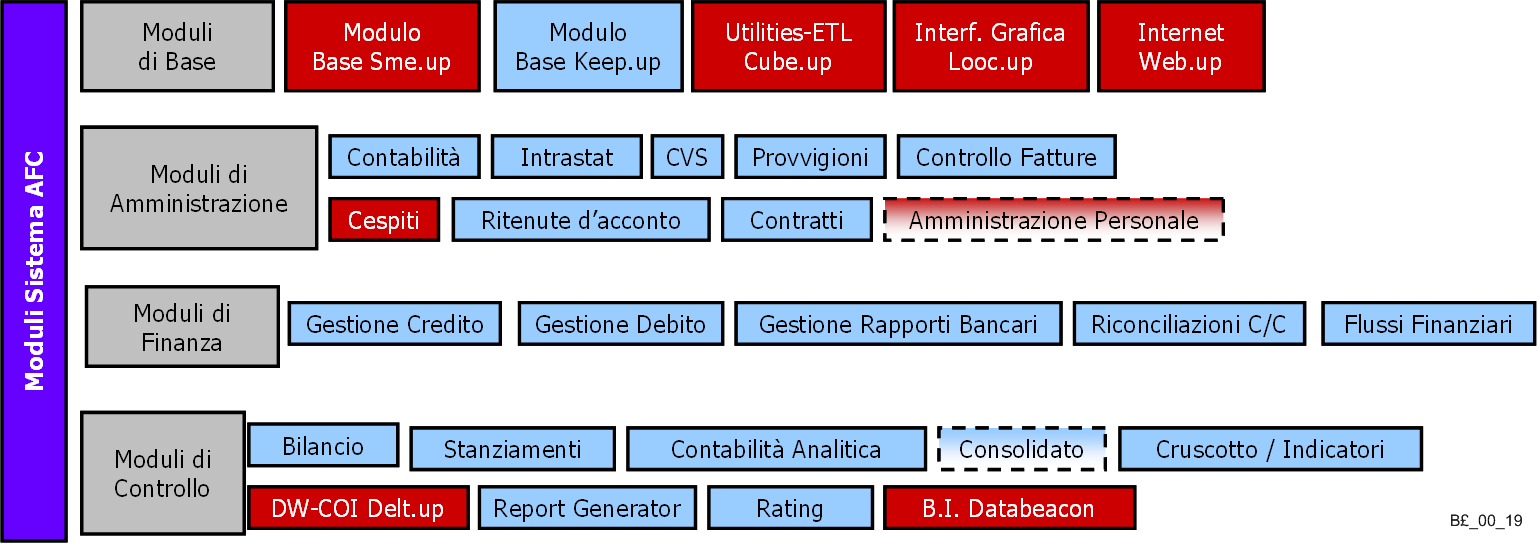 Moduli Sistema AFC
Moduli
di Base
Modulo
Base Sme.up
Modulo
Base Keep.up
Utilities-ETL
Cube.up
Interf. Grafica
Looc.up
Internet
Web.up
Moduli di
Amministrazione
Contabilità
Intrastat
CVS
Provvigioni
Controllo Fatture
Cespiti
Ritenute d’acconto
Contratti
Amministrazione Personale
Moduli di
Finanza
Gestione Credito
Gestione Debito
Gestione Rapporti Bancari
Riconciliazioni C/C
Flussi Finanziari
Moduli di
Controllo
Bilancio
Stanziamenti
Contabilità Analitica
Consolidato
Cruscotto / Indicatori
DW-COI Delt.up
Report Generator
Rating
B.I. Databeacon
B£_00_19